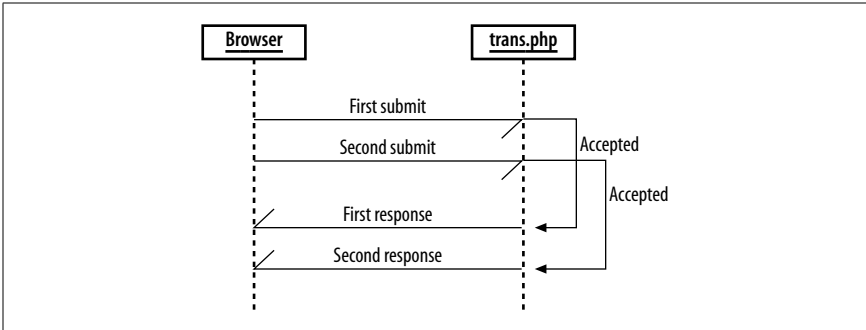 Browser
trans.php
First submit
Accepted
Second submit
Accepted
First response
Second response